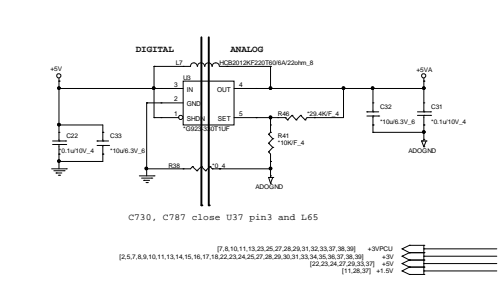 DIGITAL ANALOG
L7 HCB2012KF220T60/6A/22ohm_8
+5V
+5VA
U3
3 IN OUT 4
2 GND
1 SHDN SET 5
*G923-330T1UF
R46 *29.4K/F_4
C32
*10u/6.3V_6
C31
*0.1u/10V_4
C22
*0.1u/10V_4
C33
*10u/6.3V_6
R41
*10K/F_4
R38 *0_4
ADOGND
ADOGND
C730, C787 close U37 pin3 and L65
[7,8,10,11,13,23,25,27,28,29,31,32,33,37,38,39] +3VPCU
[2,5,7,8,9,10,11,13,14,15,16,17,18,22,23,24,25,27,28,29,30,31,33,34,35,36,37,38,39] +3V
[22,23,24,27,29,33,37] +5V
[11,28,37] +1.5V